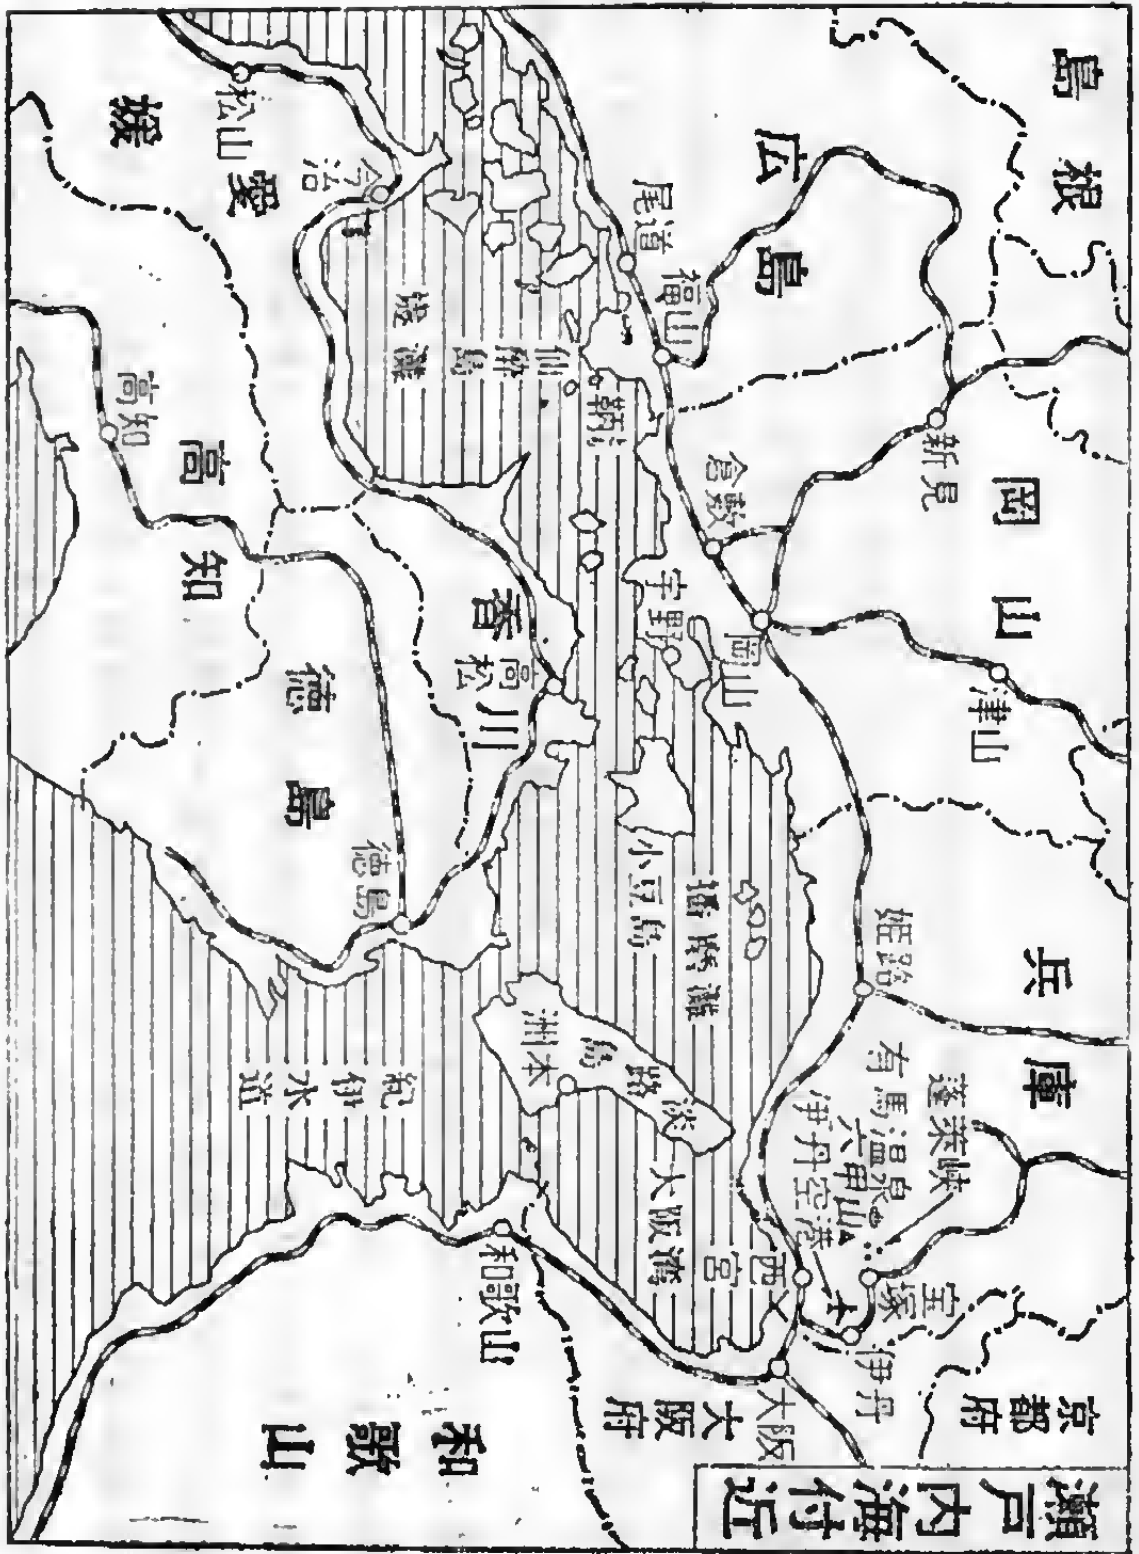 瀬戸内海付近
島根
広島
岡山
兵庫
京都府
大阪府
和歌山
香川
徳島
高知
愛媛
尾道
福山
新見
倉敷
岡山
津山
宇野
姫路
蓬萊峡
有馬温泉
六甲山
伊丹空港
宝塚
伊丹
西宮
大阪
大阪湾
和歌山
淡路島
洲本
播磨灘
小豆島
紀伊水道
徳島
高松
高知
松山
今治
燧灘
仙酔島
鞆